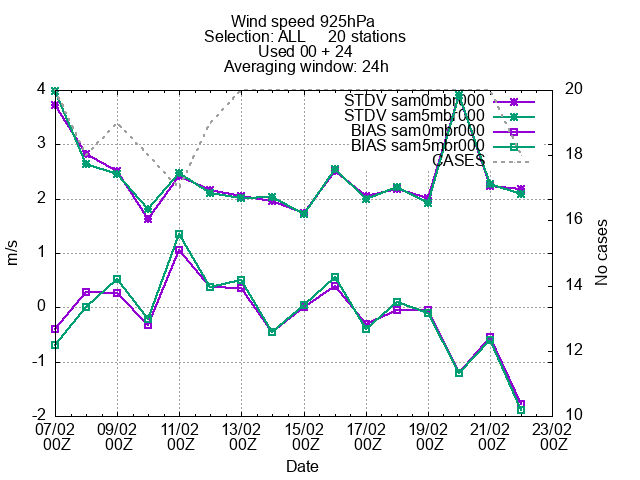 Wind speed 925hPa
Selection: ALL 20 stations
Used 00 + 24
Averaging window: 24h
STDV sam0mbr000
STDV sam5mbr000
BIAS sam0mbr000
BIAS sam5mbr000
CASES
4
3
2
1
0
-1
-2
m/s
20
18
16
14
12
10
No cases
07/02 09/02 11/02 13/02 15/02 17/02 19/02 21/02 23/02
00Z 00Z 00Z 00Z 00Z 00Z 00Z 00Z 00Z
Date